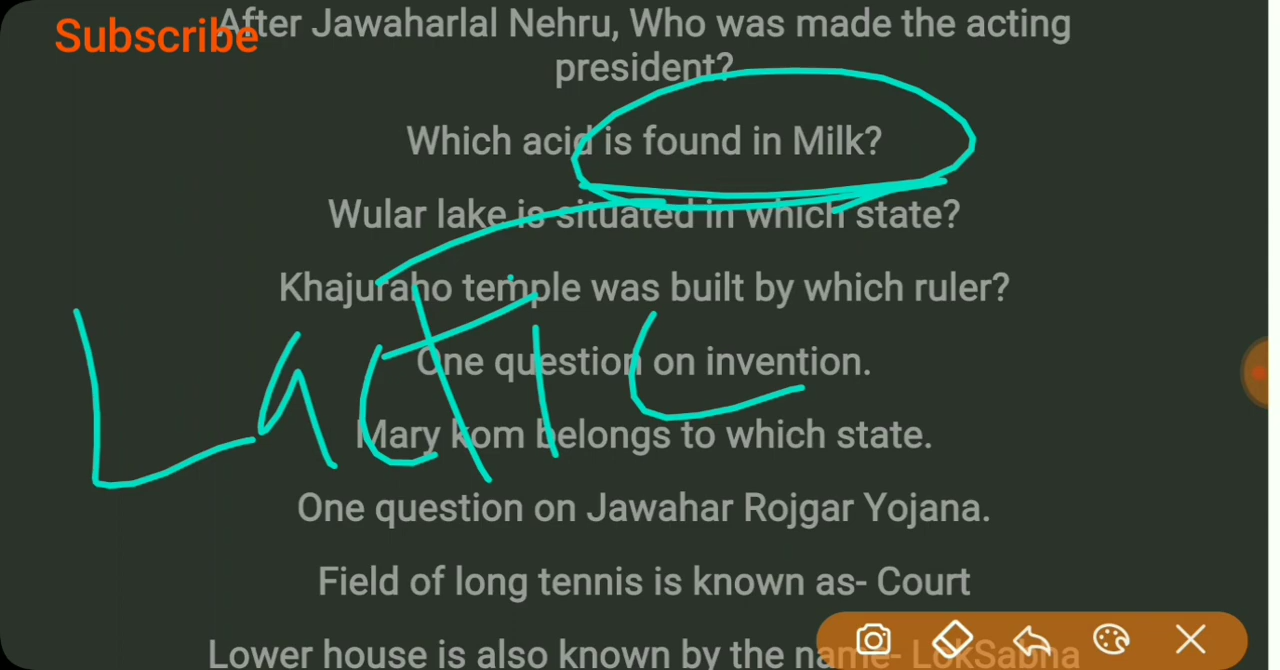 Subscribe
After Jawaharlal Nehru, Who was made the acting
president?
Which acid is found in Milk?
Wular lake is situated in which state?
Khajuraho temple was built by which ruler?
LacTIC
One question on invention.
Mary kom belongs to which state.
One question on Jawahar Rojgar Yojana.
Field of long tennis is known as- Court
Lower house is also known by the name- LokSabha